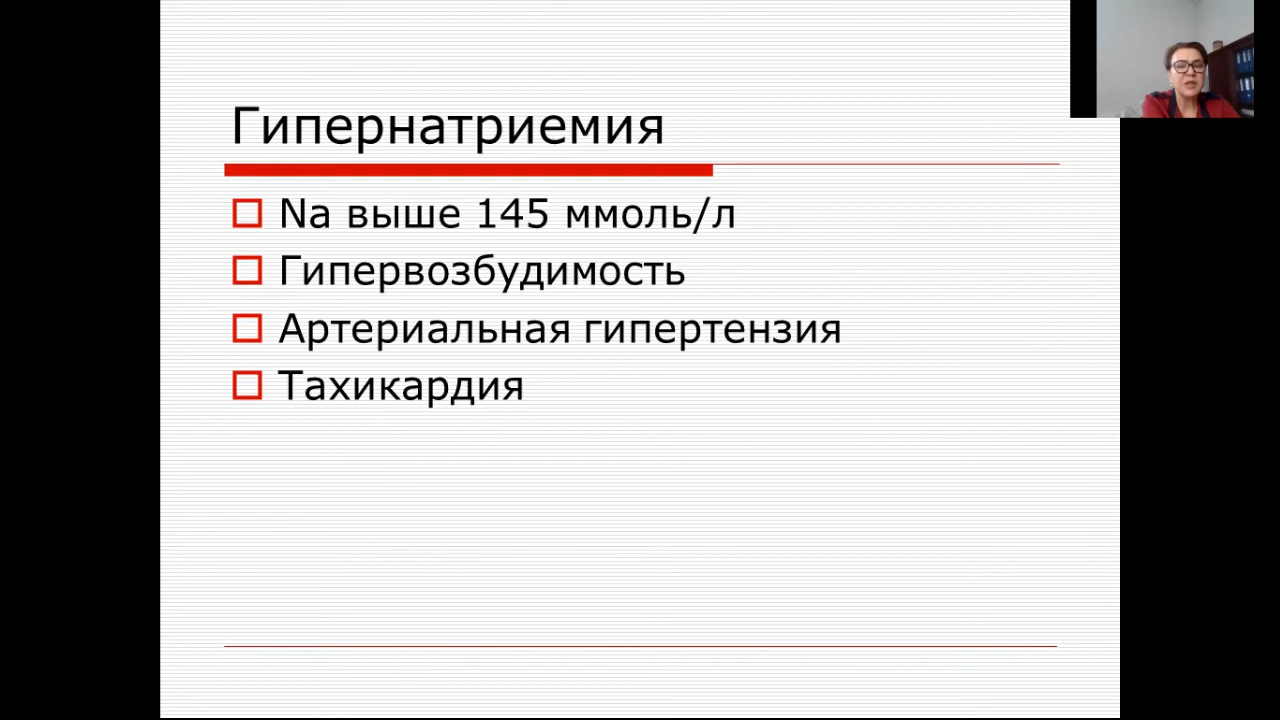 Гипернатриемия
Na выше 145 ммоль/л
Гипервозбудимость
Артериальная гипертензия
Тахикардия